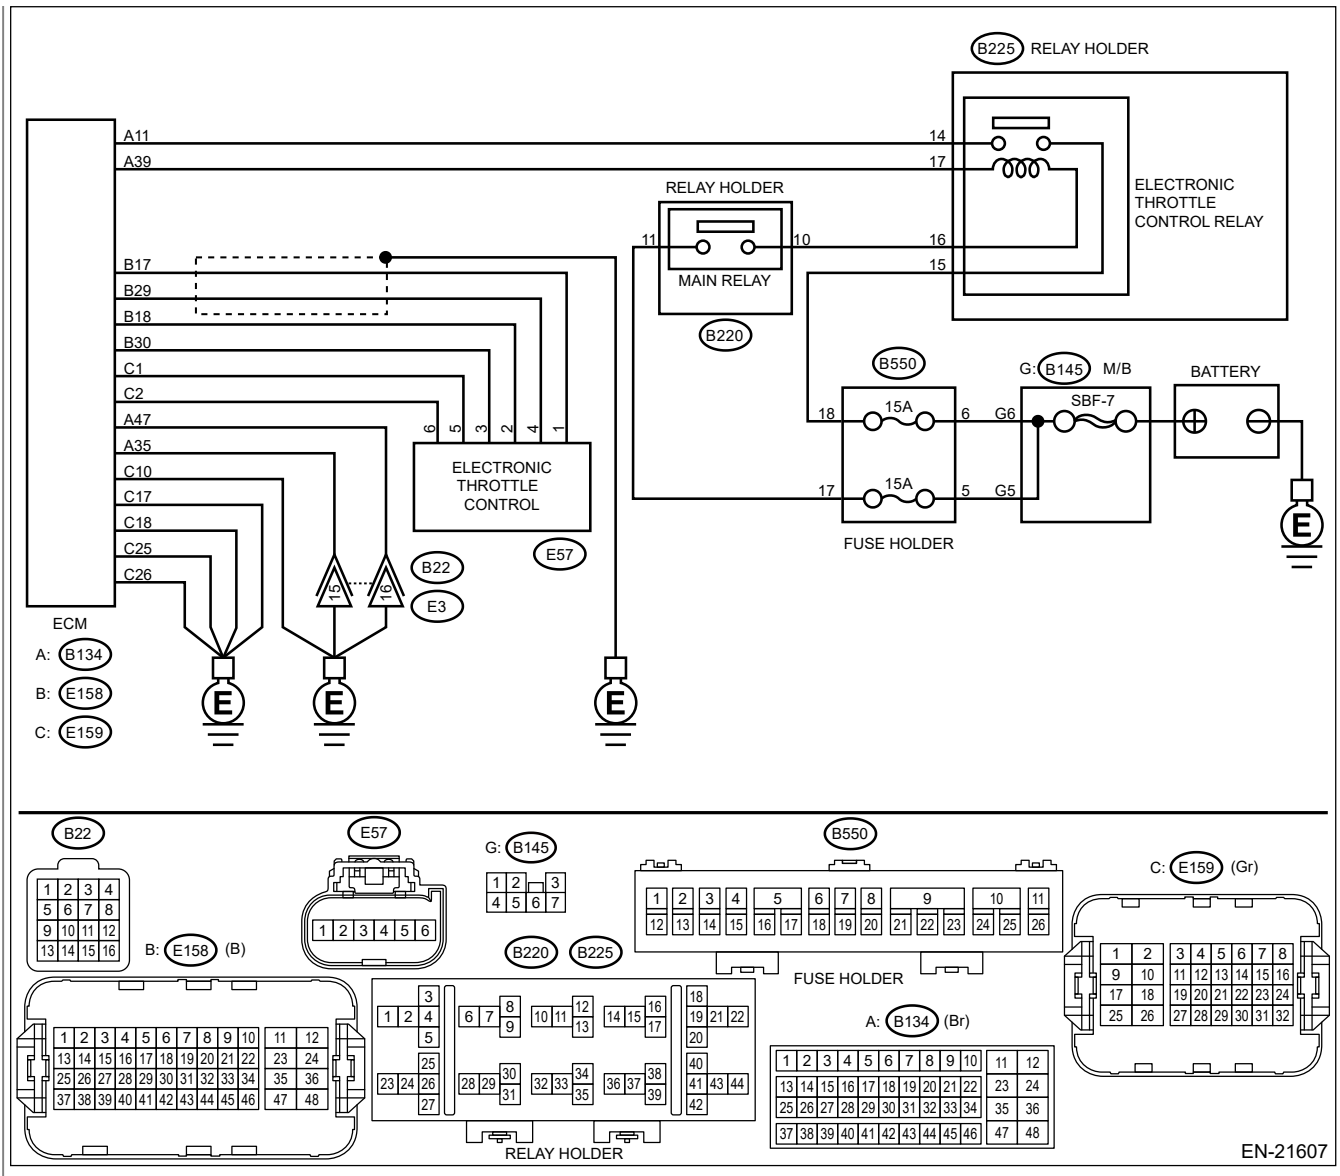 B225 RELAY HOLDER
A11 14
A39 17
RELAY HOLDER
ELECTRONIC
THROTTLE
CONTROL RELAY
11 10 16
15
MAIN RELAY
B220
B17
B29
B18
B30
C1
C2
A47
A35
C10
C17
C18
C25
C26
6 5 3 2 4 1
ELECTRONIC
THROTTLE
CONTROL
E57
B550
G: B145 M/B
BATTERY
SBF-7
18 15A 6 G6
17 15A 5 G5
FUSE HOLDER
E
15 16
B22
E3
ECM
A: B134
B: E158
C: E159
E E E
B22
1 2 3 4
5 6 7 8
9 10 11 12
13 14 15 16
E57
1 2 3 4 5 6
G: B145
1 2 3
4 5 6 7
B550
1 2 3 4 5 6 7 8 9 10 11
12 13 14 15 16 17 18 19 20 21 22 23 24 25 26
FUSE HOLDER
C: E159 (Gr)
1 2 3 4 5 6 7 8
9 10 11 12 13 14 15 16
17 18 19 20 21 22 23 24
25 26 27 28 29 30 31 32
B: E158 (B)
1 2 3 4 5 6 7 8 9 10 11 12
13 14 15 16 17 18 19 20 21 22 23 24
25 26 27 28 29 30 31 32 33 34 35 36
37 38 39 40 41 42 43 44 45 46 47 48
B220 B225
3 8 12 16 18
1 2 4 6 7 9 10 11 13 14 15 17 19 21 22
5 20
25 30 34 38 40
23 24 26 28 29 31 32 33 35 36 37 39 41 43 44
27 42
RELAY HOLDER
A: B134 (Br)
1 2 3 4 5 6 7 8 9 10 11 12
13 14 15 16 17 18 19 20 21 22 23 24
25 26 27 28 29 30 31 32 33 34 35 36
37 38 39 40 41 42 43 44 45 46 47 48
EN-21607